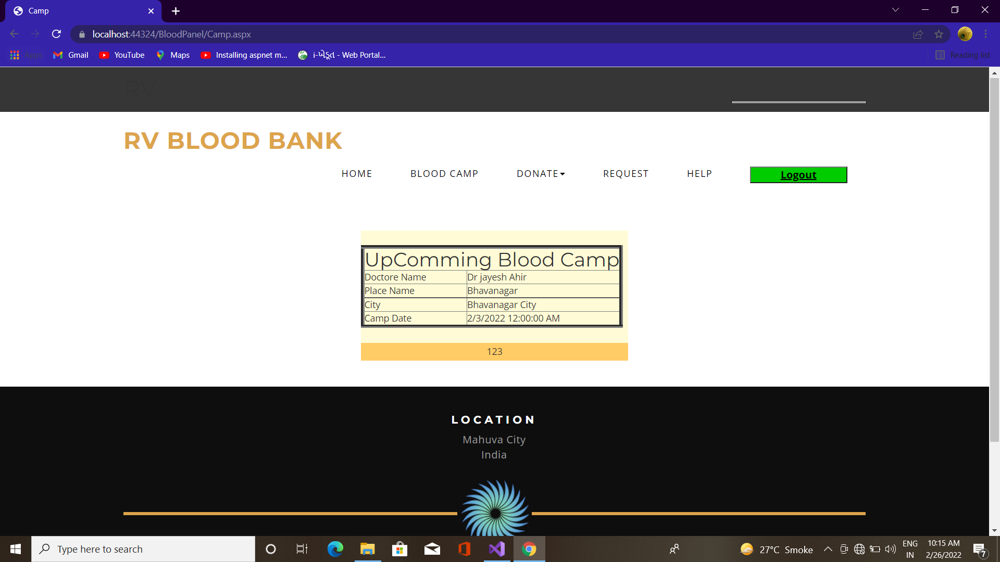 Camp
localhost:44324/BloodPanel/Camp.aspx
Apps Gmail YouTube Maps Installing aspnet m... i-ખેડૂત - Web Portal... Reading list
RV
RV BLOOD BANK
HOME BLOOD CAMP DONATE REQUEST HELP Logout
UpComming Blood Camp
Doctore Name Dr jayesh Ahir
Place Name Bhavanagar
City Bhavanagar City
Camp Date 2/3/2022 12:00:00 AM
123
LOCATION
Mahuva City
India
Type here to search
27°C Smoke
ENG
IN
10:15 AM
2/26/2022
7